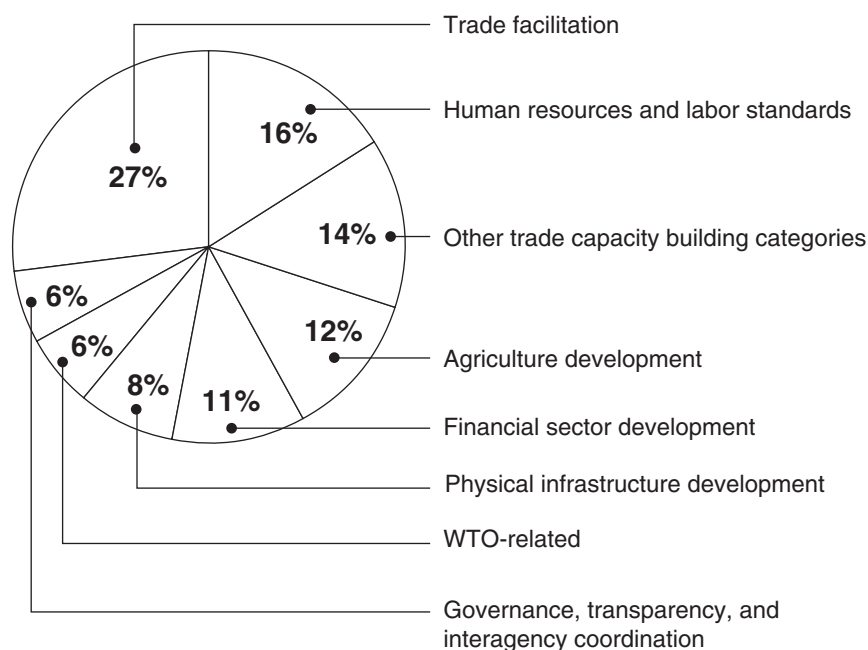 Trade facilitation
Human resources and labor standards
16%
27%
14%
Other trade capacity building categories
6%
12%
6%
Agriculture development
8%
11%
Financial sector development
Physical infrastructure development
WTO-related
Governance, transparency, and
interagency coordination